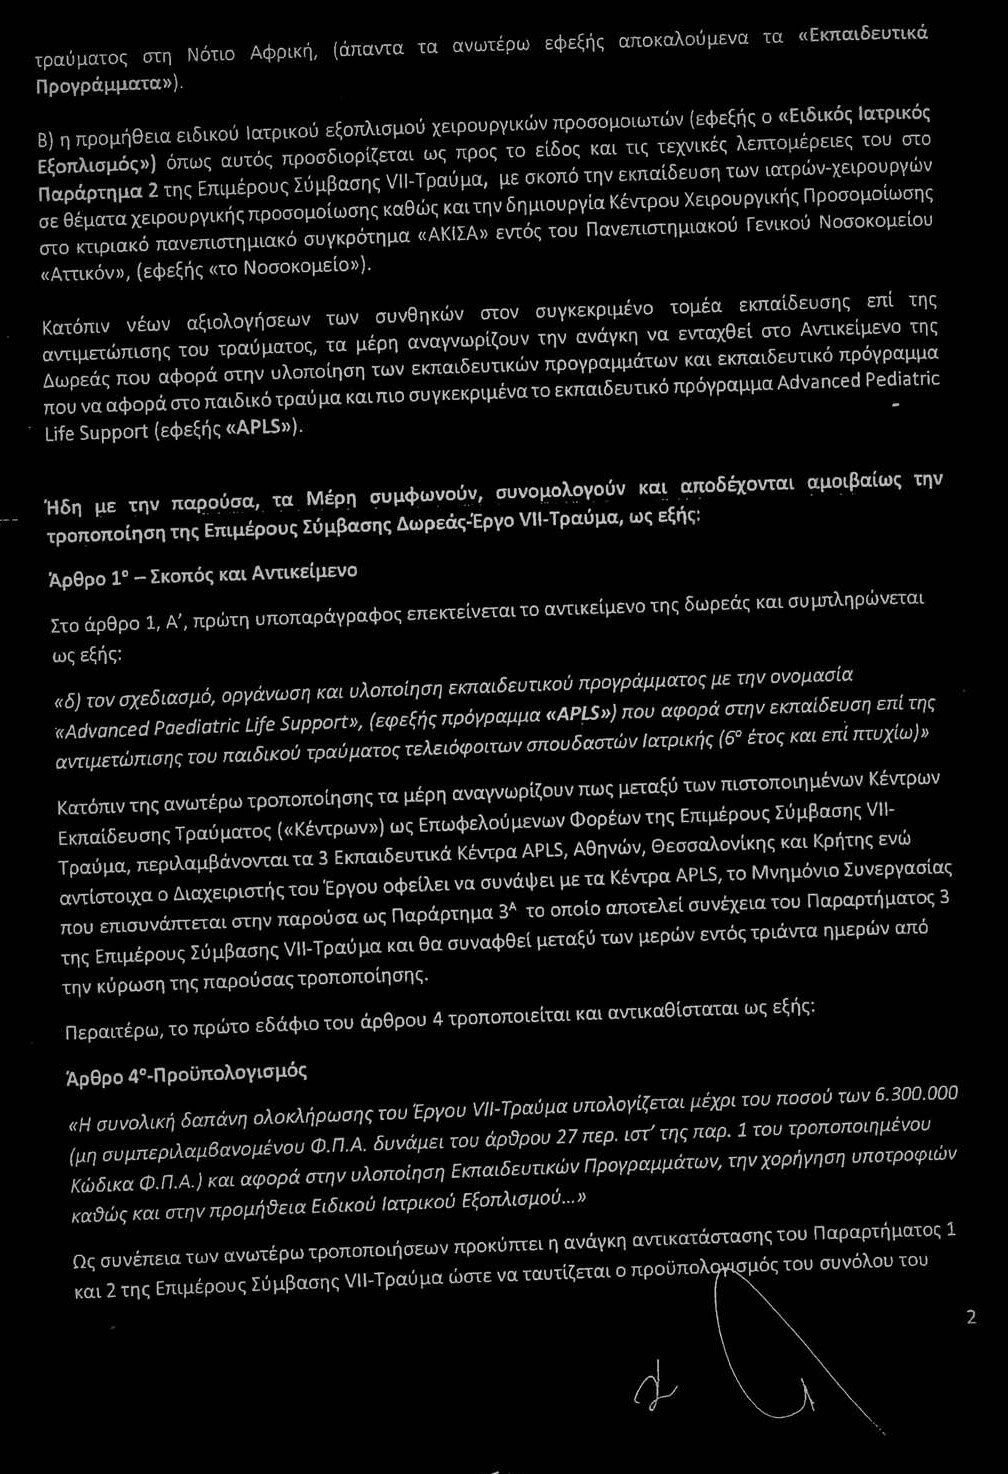 τραύματος στη Νότιο Αφρική, (άπαντα τα ανωτέρω εφεξής αποκαλούμενα τα «Εκπαιδευτικά
Προγράμματα»).
Β) η προμήθεια ειδικού Ιατρικού εξοπλισμού χειρουργικών προσομοιωτών (εφεξής ο «Ειδικός Ιατρικός
Εξοπλισμός») όπως αυτός προσδιορίζεται ως προς το είδος και τις τεχνικές λεπτομέρειες του στο
Παράρτημα 2 της Επιμέρους Σύμβασης VII-Τραύμα, με σκοπό την εκπαίδευση των ιατρών-χειρουργών
σε θέματα χειρουργικής προσομοίωσης καθώς και την δημιουργία Κέντρου Χειρουργικής Προσομοίωσης
στο κτιριακό πανεπιστημιακό συγκρότημα «ΑΚΙΣΑ» εντός του Πανεπιστημιακού Γενικού Νοσοκομείου
«Αττικόν», (εφεξής «το Νοσοκομείο»).
Κατόπιν νέων αξιολογήσεων των συνθηκών στον συγκεκριμένο τομέα εκπαίδευσης επί της
αντιμετώπισης του τραύματος, τα μέρη αναγνωρίζουν την ανάγκη να ενταχθεί στο Αντικείμενο της
Δωρεάς που αφορά στην υλοποίηση των εκπαιδευτικών προγραμμάτων και εκπαιδευτικό πρόγραμμα
που να αφορά στο παιδικό τραύμα και πιο συγκεκριμένα το εκπαιδευτικό πρόγραμμα Advanced Pediatric
Life Support (εφεξής «APLS»).
Ήδη με την παρούσα, τα Μέρη συμφωνούν, συνομολογούν και αποδέχονται αμοιβαίως την
τροποποίηση της Επιμέρους Σύμβασης Δωρεάς-Έργο VII-Τραύμα, ως εξής:
Άρθρο 1ο – Σκοπός και Αντικείμενο
Στο άρθρο 1, Α’, πρώτη υποπαράγραφος επεκτείνεται το αντικείμενο της δωρεάς και συμπληρώνεται
ως εξής:
«δ) τον σχεδιασμό, οργάνωση και υλοποίηση εκπαιδευτικού προγράμματος με την ονομασία
«Advanced Paediatric Life Support», (εφεξής πρόγραμμα «APLS») που αφορά στην εκπαίδευση επί της
αντιμετώπισης του παιδικού τραύματος τελειόφοιτων σπουδαστών Ιατρικής (6ο έτος και επί πτυχίω)»
Κατόπιν της ανωτέρω τροποποίησης τα μέρη αναγνωρίζουν πως μεταξύ των πιστοποιημένων Κέντρων
Εκπαίδευσης Τραύματος («Κέντρων») ως Επωφελούμενων Φορέων της Επιμέρους Σύμβασης VII-
Τραύμα, περιλαμβάνονται τα 3 Εκπαιδευτικά Κέντρα APLS, Αθηνών, Θεσσαλονίκης και Κρήτης ενώ
αντίστοιχα ο Διαχειριστής του Έργου οφείλει να συνάψει με τα Κέντρα APLS, το Μνημόνιο Συνεργασίας
που επισυνάπτεται στην παρούσα ως Παράρτημα 3Α το οποίο αποτελεί συνέχεια του Παραρτήματος 3
της Επιμέρους Σύμβασης VII-Τραύμα και θα συναφθεί μεταξύ των μερών εντός τριάντα ημερών από
την κύρωση της παρούσας τροποποίησης.
Περαιτέρω, το πρώτο εδάφιο του άρθρου 4 τροποποιείται και αντικαθίσταται ως εξής:
Άρθρο 4ο-Προϋπολογισμός
«Η συνολική δαπάνη ολοκλήρωσης του Έργου VII-Τραύμα υπολογίζεται μέχρι του ποσού των 6.300.000
(μη συμπεριλαμβανομένου Φ.Π.Α. δυνάμει του άρθρου 27 περ. ιστ’ της παρ. 1 του τροποποιημένου
Κώδικα Φ.Π.Α.) και αφορά στην υλοποίηση Εκπαιδευτικών Προγραμμάτων, την χορήγηση υποτροφιών
καθώς και στην προμήθεια Ειδικού Ιατρικού Εξοπλισμού...»
Ως συνέπεια των ανωτέρω τροποποιήσεων προκύπτει η ανάγκη αντικατάστασης του Παραρτήματος 1
και 2 της Επιμέρους Σύμβασης VII-Τραύμα ώστε να ταυτίζεται ο προϋπολογισμός του συνόλου του
2